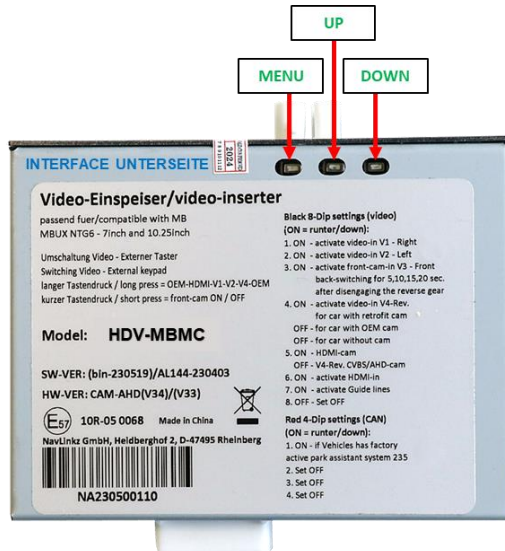 UP
MENU
DOWN
INTERFACE UNTERSEITE
2024
Video-Einspeiser/video-inserter
passend fuer/compatible with MB
MBUX NTG6 - 7inch and 10.25inch
Umschaltung Video - Externer Taster
Switching Video - External keypad
langer Tastendruck / long press = OEM-HDMI-V1-V2-V4-OEM
kurzer Tastendruck / short press = front-cam ON / OFF
Model: HDV-MBMC
SW-VER: (bin-230519)/AL144-230403
HW-VER: CAM-AHD(V34)/(V33)
E57 10R-05 0068 Made in China
NavLinkz GmbH, Heidberghof 2, D-47495 Rheinberg
NA230500110
Black 8-Dip settings (video)
(ON = runter/down):
1. ON - activate video-in V1 - Right
2. ON - activate video-in V2 - Left
3. ON - activate front-cam-in V3 - Front
back-switching for 5,10,15,20 sec.
after disengaging the reverse gear
4. ON - activate video-in V4-Rev.
for car with retrofit cam
OFF - for car with OEM cam
OFF - for car without cam
5. ON - HDMI-cam
OFF - V4-Rev. CVBS/AHD-cam
6. ON - activate HDMI-in
7. ON - activate Guide lines
8. OFF - Set OFF
Red 4-Dip settings (CAN)
(ON = runter/down):
1. ON - if Vehicles has factory
active park assistant system 235
2. Set OFF
3. Set OFF
4. Set OFF